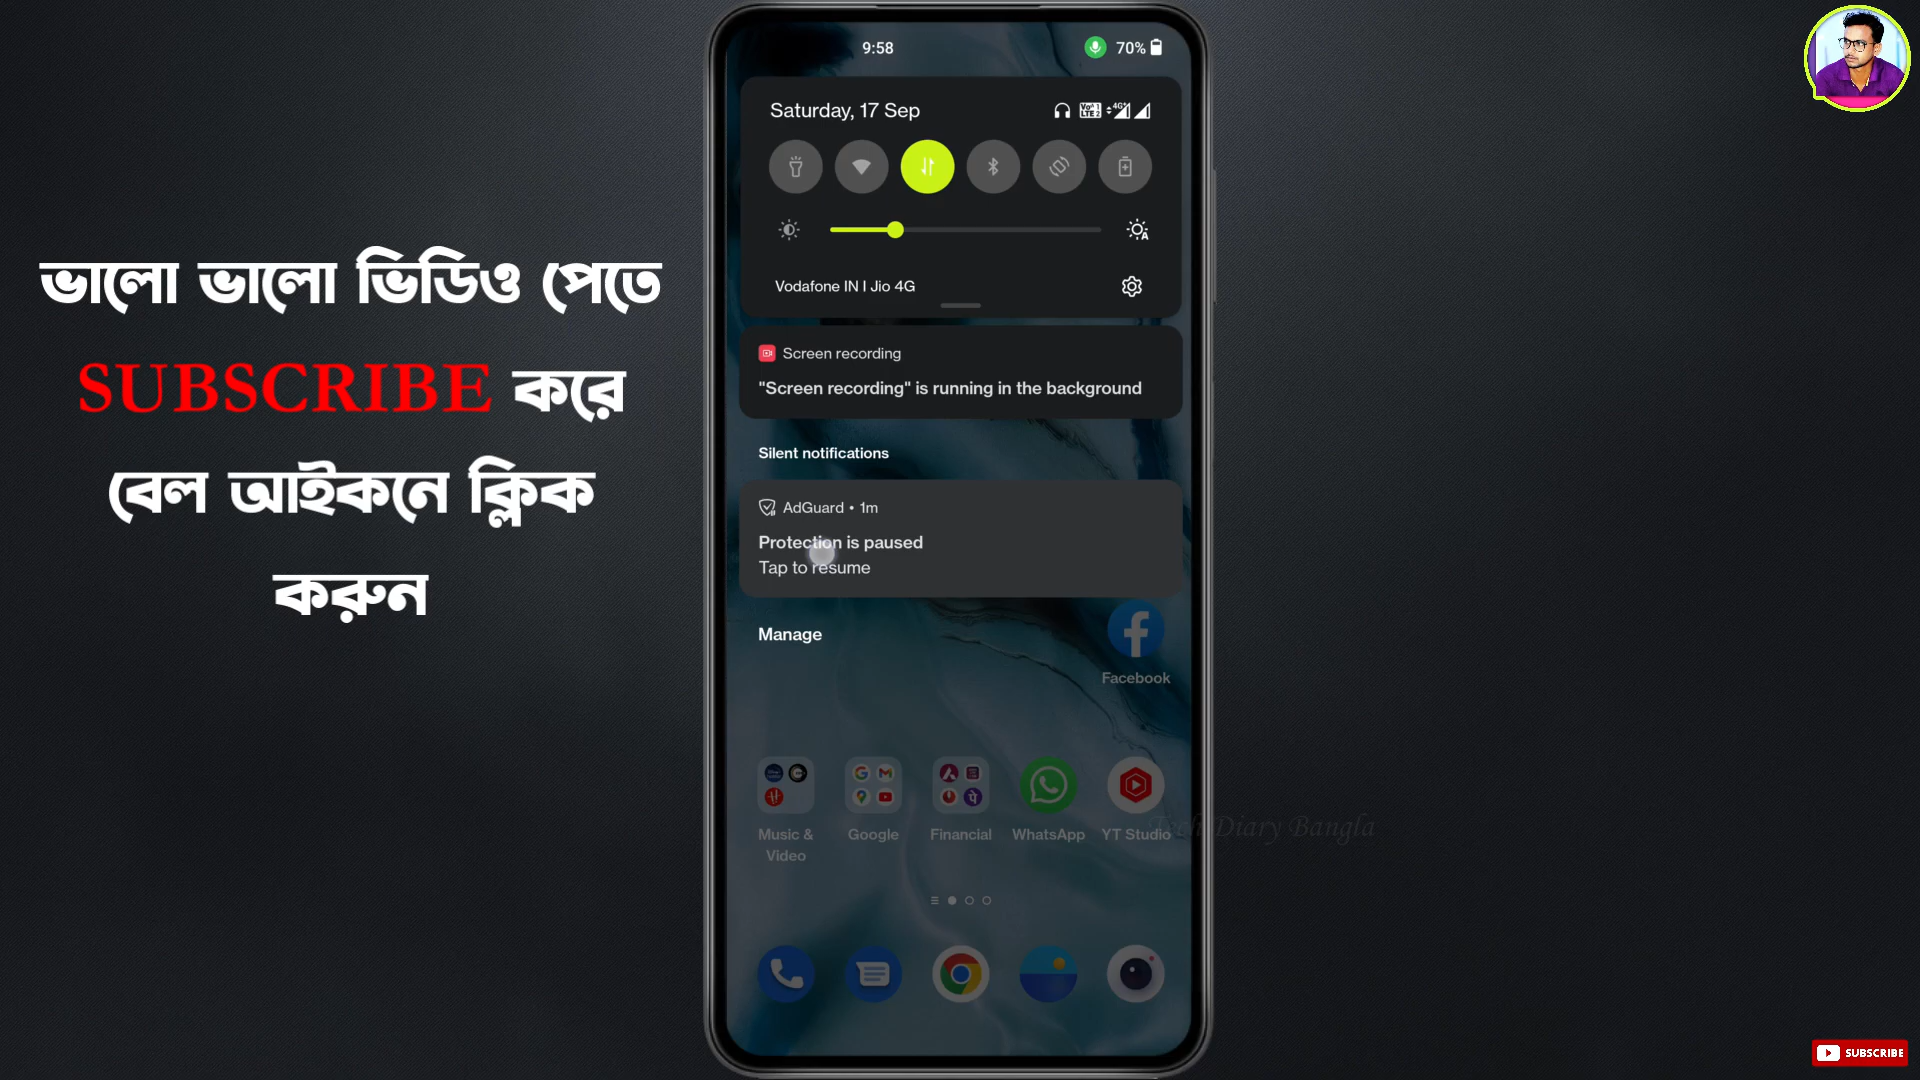 ভালো ভালো ভিডিও পেতে
SUBSCRIBE করে
বেল আইকনে ক্লিক
করুন
9:58
70%
Saturday, 17 Sep
Vodafone IN I Jio 4G
Screen recording
"Screen recording" is running in the background
Silent notifications
AdGuard • 1m
Protection is paused
Tap to resume
Manage
Facebook
Music & Video
Google
Financial
WhatsApp
YT Studio
Tech Diary Bangla
SUBSCRIBE